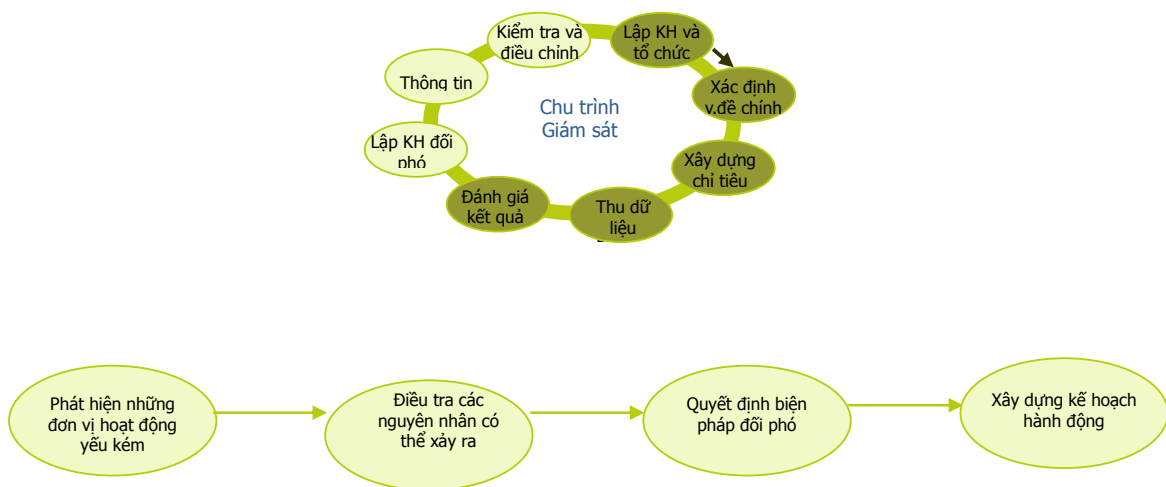 Kiểm tra và
điều chỉnh
Lập KH và
tổ chức
Thông tin
Xác định
v.đề chính
Chu trình
Giám sát
Lập KH đối
phó
Xây dựng
chỉ tiêu
Đánh giá
kết quả
Thu dữ
liệu
Phát hiện những
đơn vị hoạt động
yếu kém
Điều tra các
nguyên nhân có
thể xảy ra
Quyết định biện
pháp đối phó
Xây dựng kế hoạch
hành động